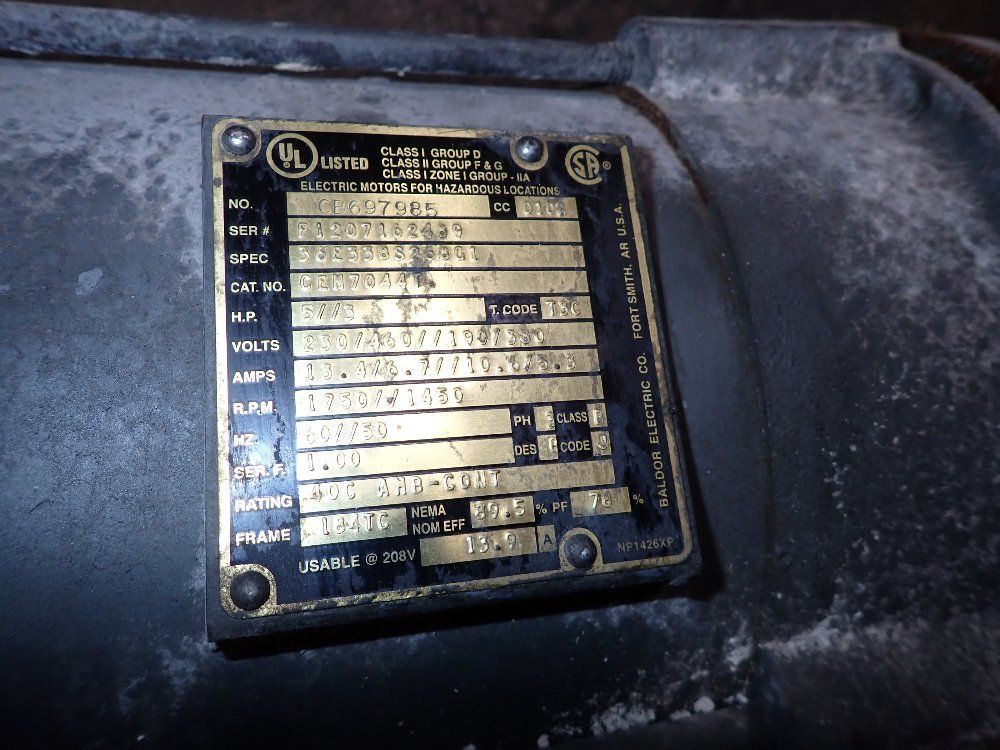 UL LISTED
CLASS I GROUP D
CLASS II GROUP F & G
CLASS I ZONE I GROUP - IIA
SA ®
ELECTRIC MOTORS FOR HAZARDOUS LOCATIONS
NO. CB697985 CC 010A
SER # F1207162489
SPEC
CAT. NO. CEM7044T
H.P. 5//3 T. CODE T3C
VOLTS 230/460//190/380
AMPS 13.4/6.7//10.6/5.3
R.P.M. 1750//1450
HZ 60//50 PH 3 CLASS F
SER. F. 1.00 DES CODE
RATING 40C AMB-CONT
FRAME 184TC NEMA NOM EFF 89.5 % PF 78 %
USABLE @ 208V 13.9 A
NP1426XP
BALDOR ELECTRIC CO. FORT SMITH, AR U.S.A.